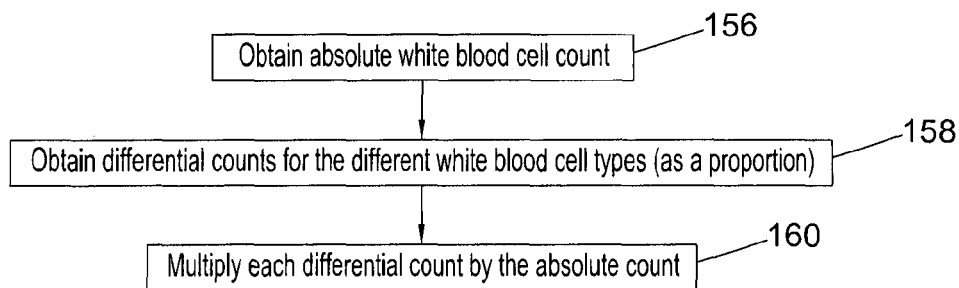 156
Obtain absolute white blood cell count
158
Obtain differential counts for the different white blood cell types (as a proportion)
160
Multiply each differential count by the absolute count